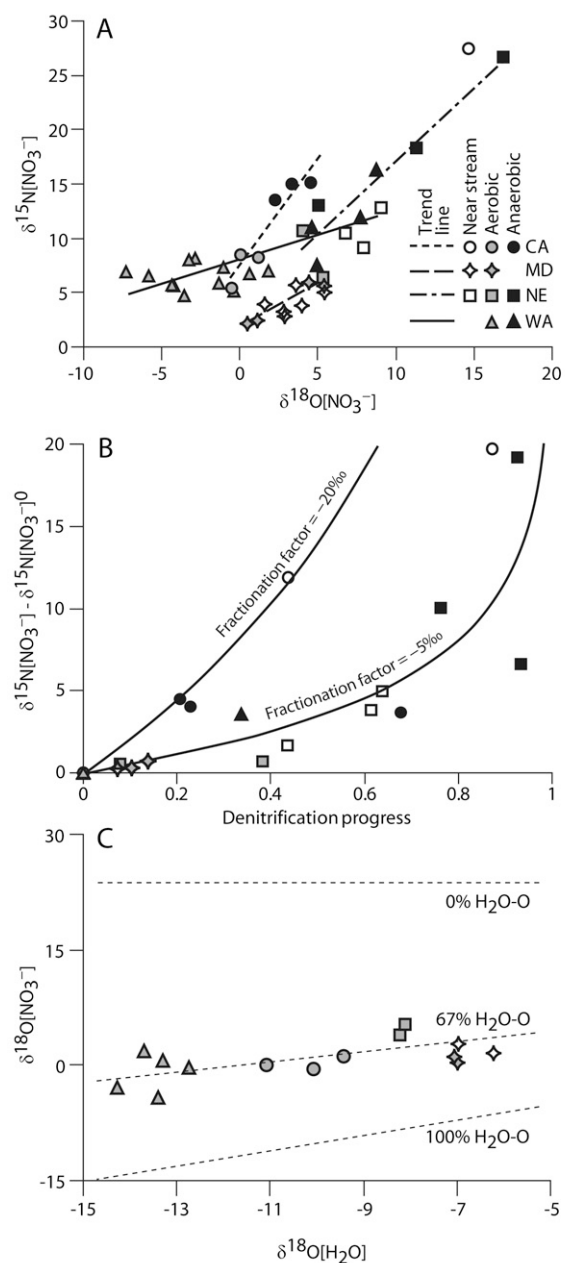 A
35
30
25
20
15
10
5
0
δ15N[NO3−]
-10
-5
0
5
10
15
20
δ18O[NO3−]
Trend line
Near stream
Aerobic
Anaerobic
CA
MD
NE
WA
B
20
15
10
5
0
δ15N[NO3−] - δ15N[NO3−]0
Fractionation factor = −20‰
Fractionation factor = −5‰
0
0.2
0.4
0.6
0.8
1
Denitrification progress
C
30
15
0
-15
δ18O[NO3−]
0% H2O-O
67% H2O-O
100% H2O-O
-15
-13
-11
-9
-7
-5
δ18O[H2O]